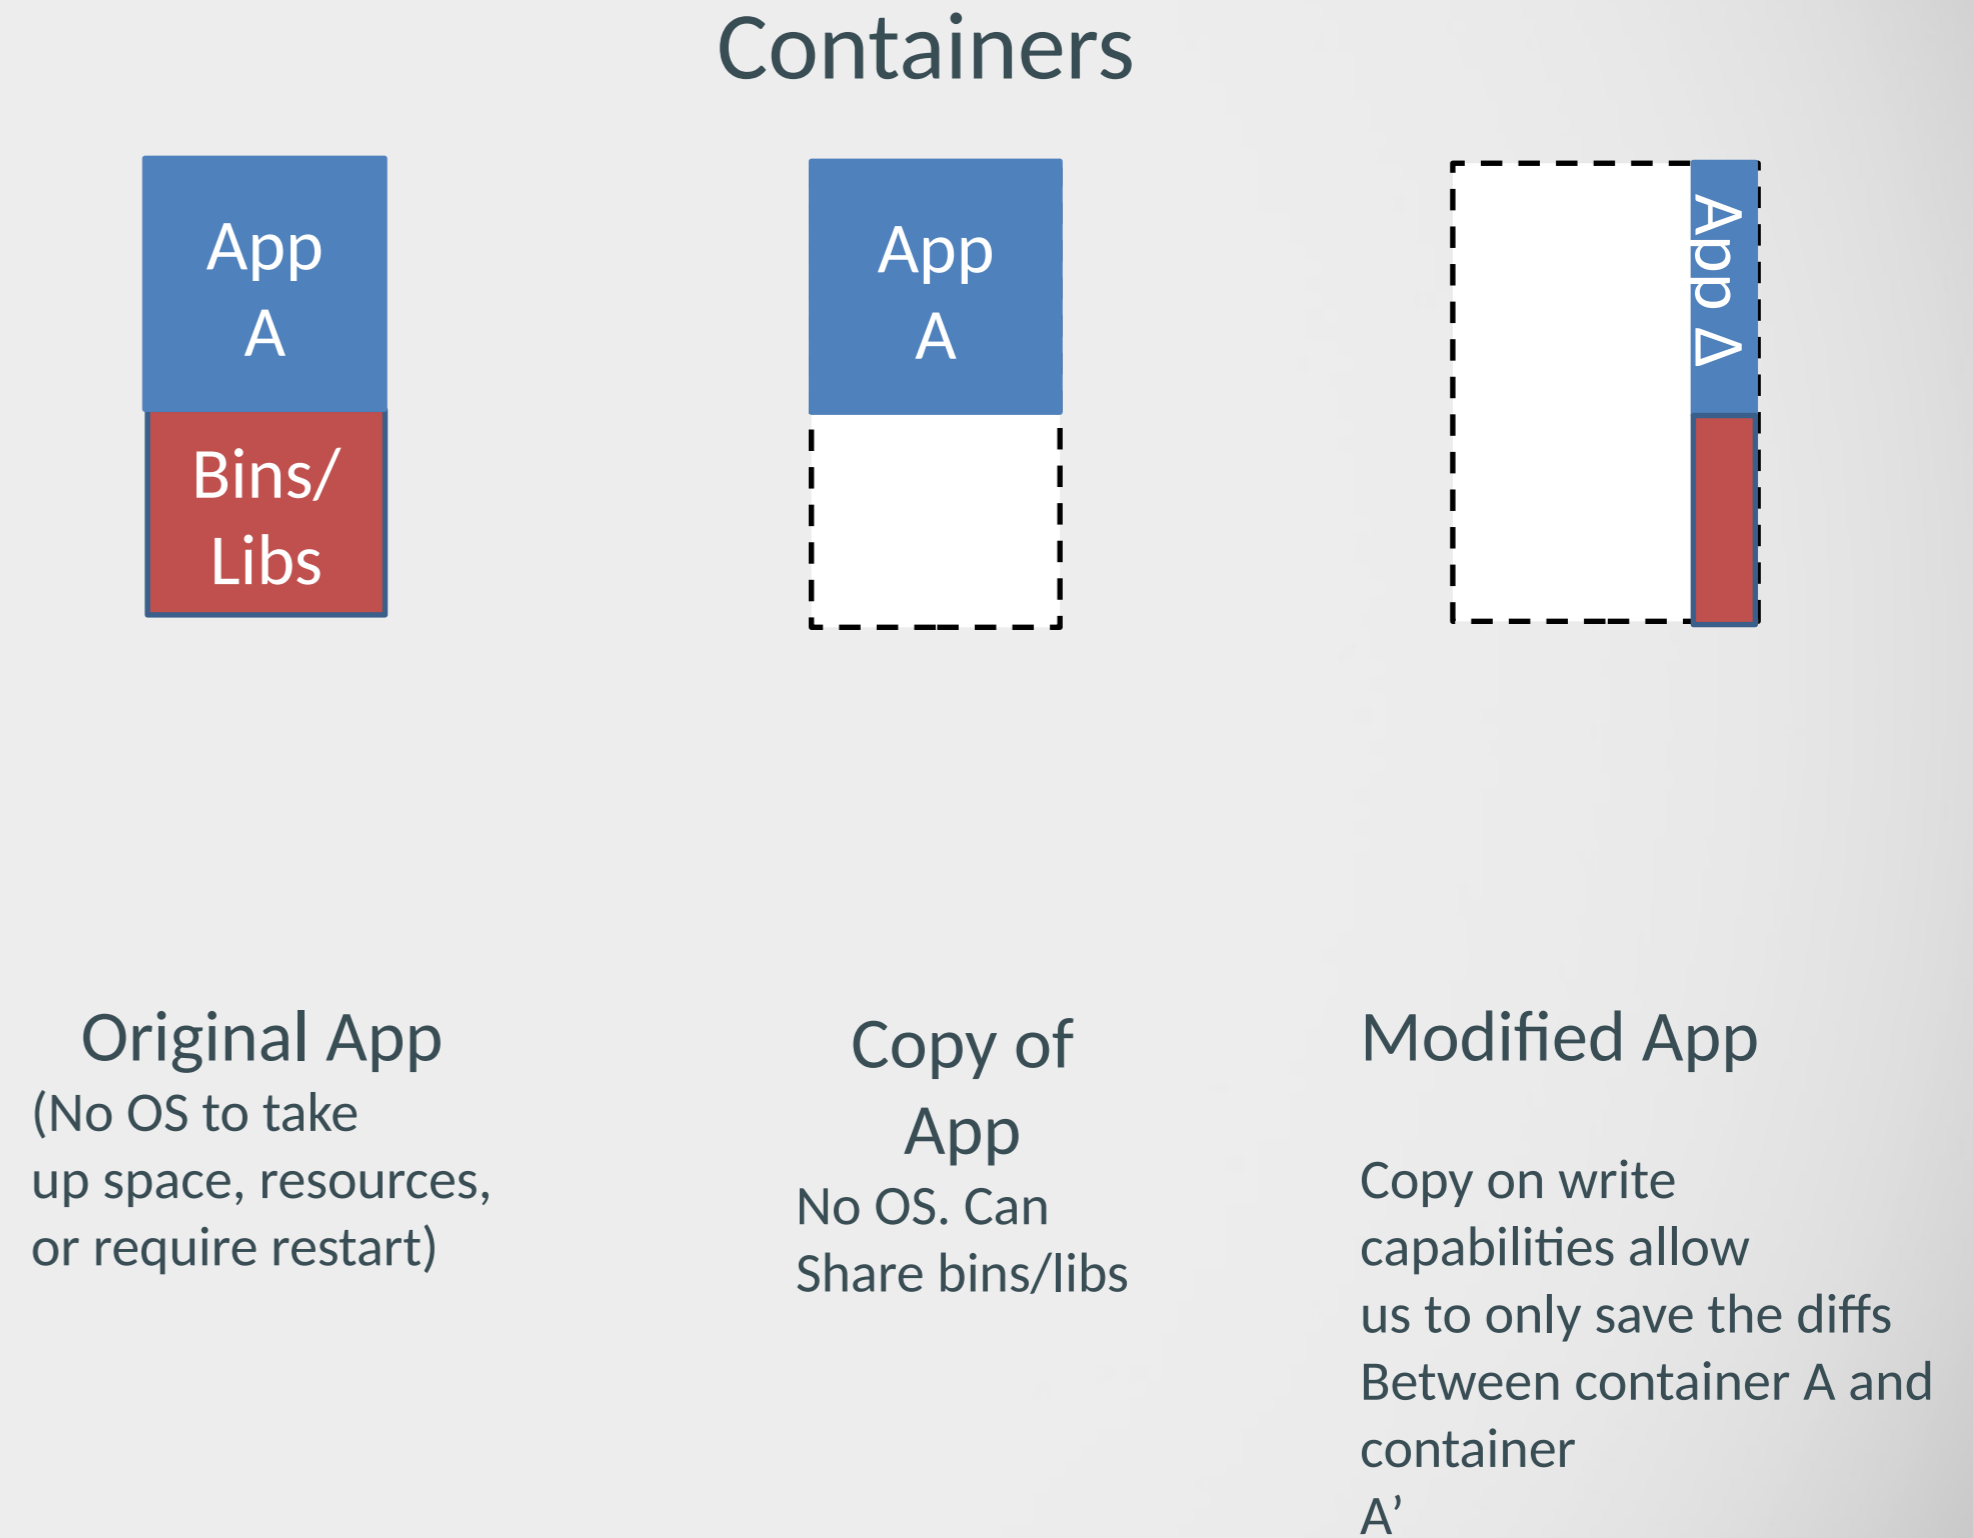 Containers
App
A
Bins/
Libs
App
A
App Δ
Original App
(No OS to take
up space, resources,
or require restart)
Copy of
App
No OS. Can
Share bins/libs
Modified App
Copy on write
capabilities allow
us to only save the diffs
Between container A and
container
A’